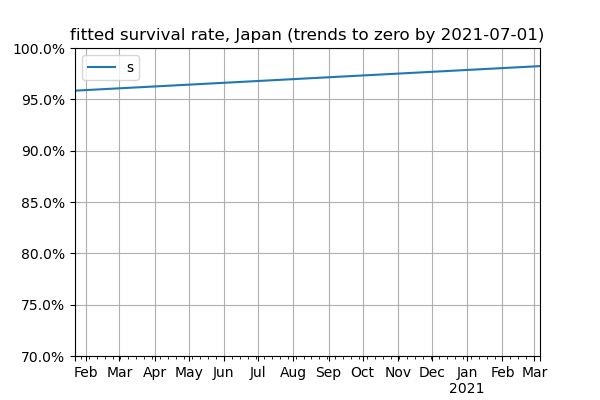 fitted survival rate, Japan (trends to zero by 2021-07-01)
100.0%
s
95.0%
90.0%
85.0%
80.0%
75.0%
70.0%
Feb Mar Apr May Jun Jul Aug Sep Oct Nov Dec Jan Feb Mar
2021